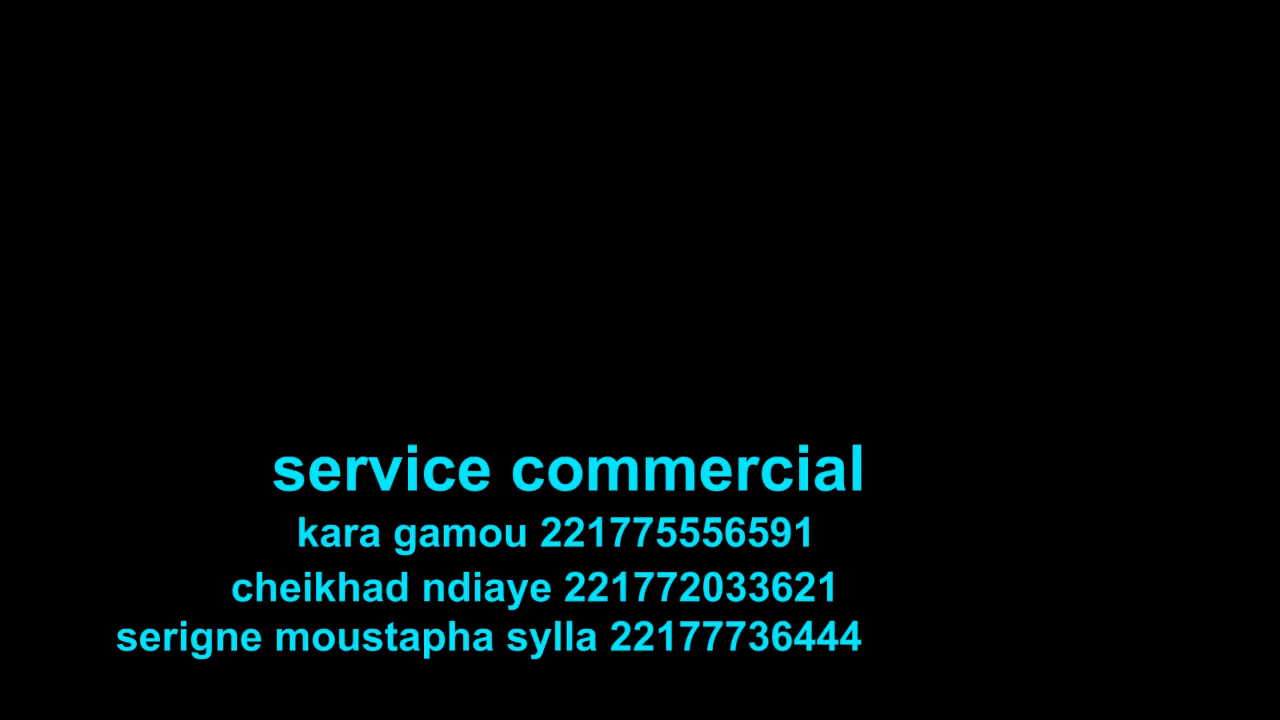 service commercial
kara gamou 221775556591
cheikhad ndiaye 221772033621
serigne moustapha sylla 22177736444